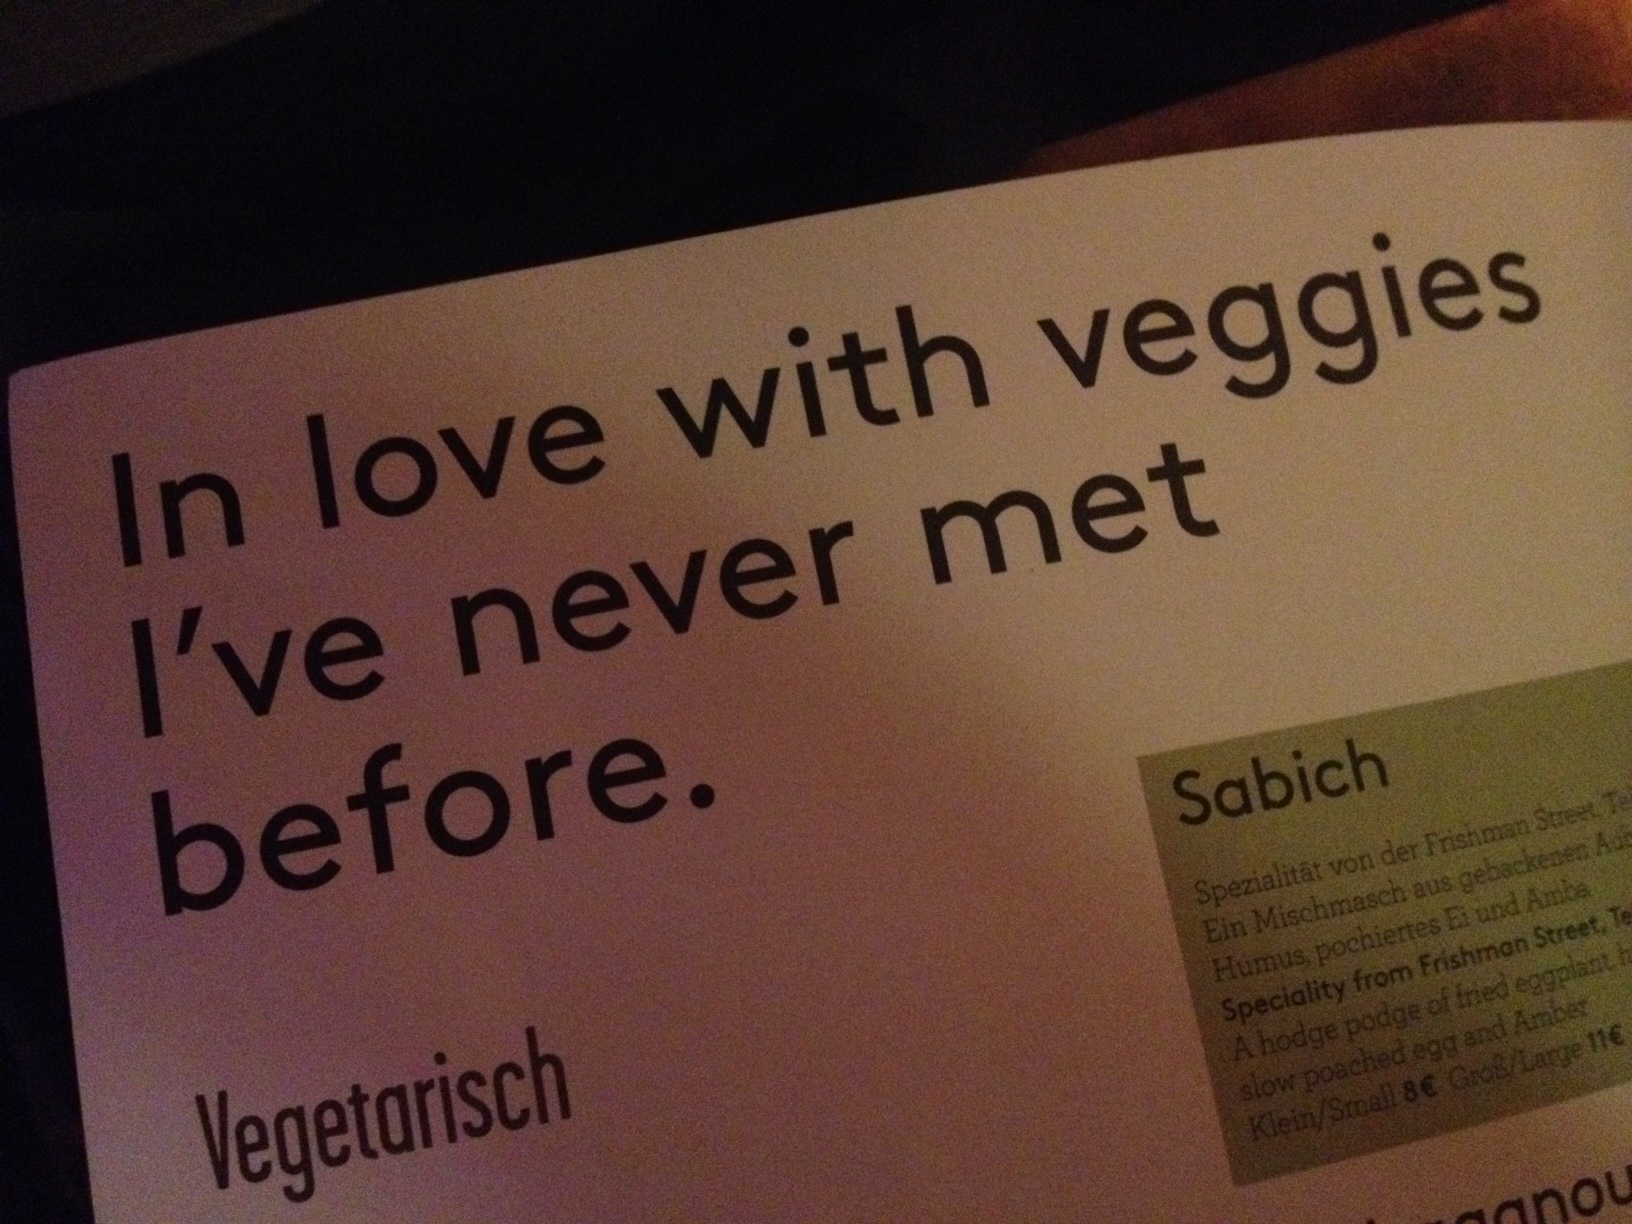 In love with veggies
I've never met
before.
Vegetarisch
Sabich
Spezialität von der Frishman Street,
Ein Mischmasch aus gebackenen
Humus, pochiertes Ei und Amba
Speciality from Frishman Street,
A hodge podge of fried eggplant
slow poached egg and Amber
Klein/Small 8€ Groß/Large 11€